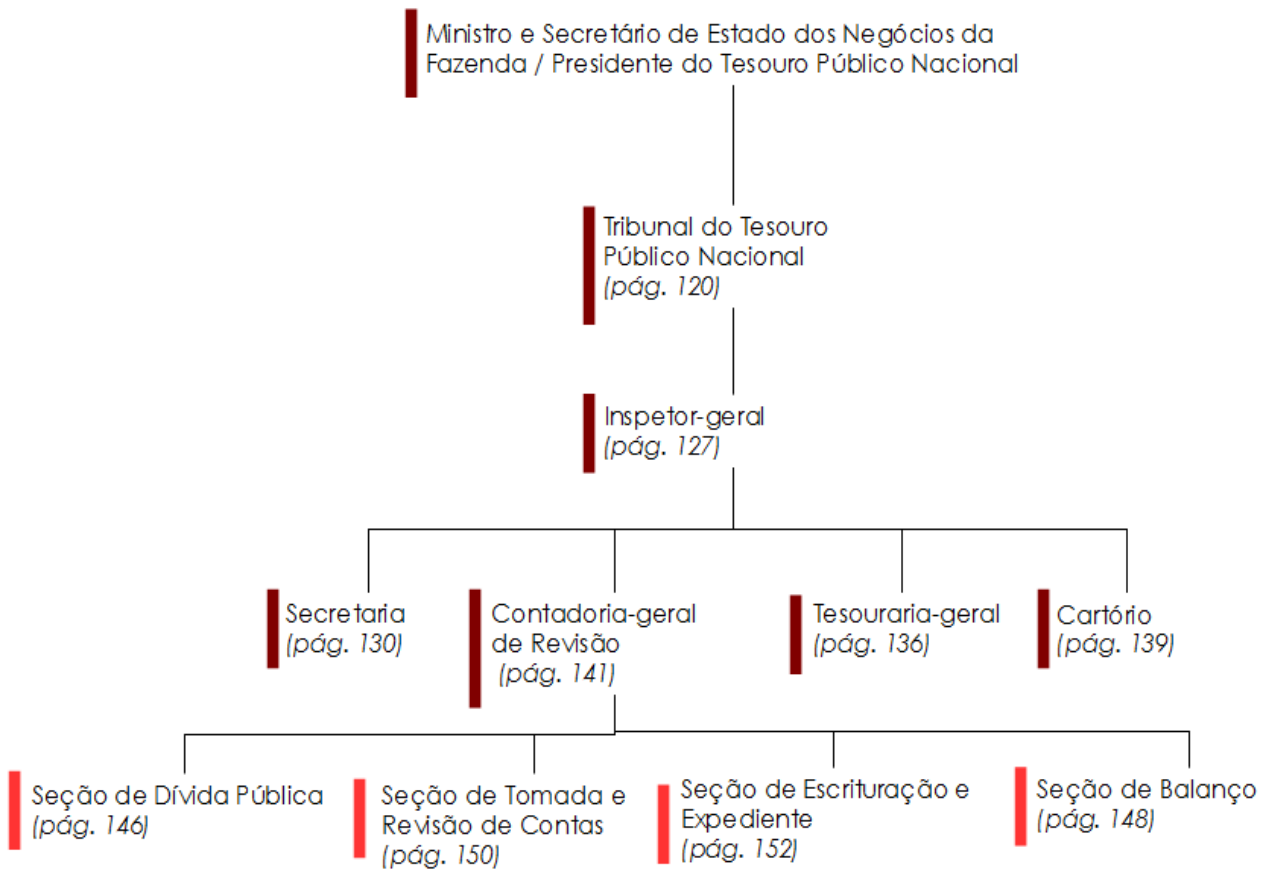 Ministro e Secretário de Estado dos Negócios da
Fazenda / Presidente do Tesouro Público Nacional
Tribunal do Tesouro
Público Nacional
(pág. 120)
Inspetor-geral
(pág. 127)
Secretaria
(pág. 130)
Contadoria-geral
de Revisão
(pág. 141)
Tesouraria-geral
(pág. 136)
Cartório
(pág. 139)
Seção de Dívida Pública
(pág. 146)
Seção de Tomada e
Revisão de Contas
(pág. 150)
Seção de Escrituração e
Expediente
(pág. 152)
Seção de Balanço
(pág. 148)